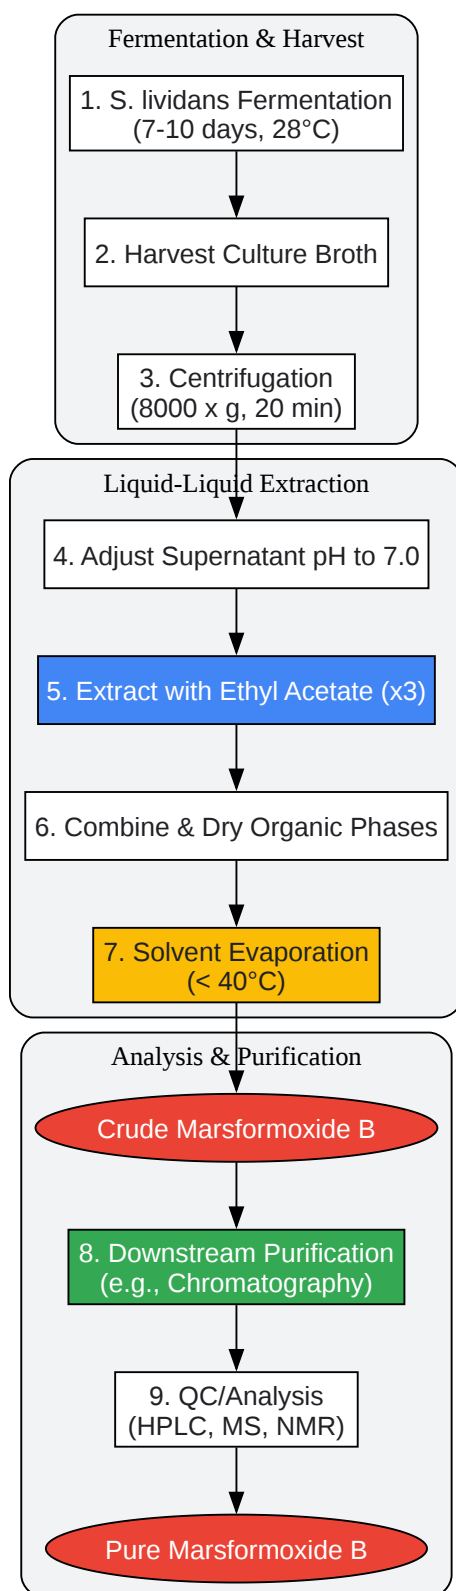 Fermentation & Harvest
1. S. lividans Fermentation
(7-10 days, 28°C)
2. Harvest Culture Broth
3. Centrifugation
(8000 x g, 20 min)
Liquid-Liquid Extraction
4. Adjust Supernatant pH to 7.0
5. Extract with Ethyl Acetate (x3)
6. Combine & Dry Organic Phases
7. Solvent Evaporation
(< 40°C)
Analysis & Purification
Crude Marsformoxide B
8. Downstream Purification
(e.g., Chromatography)
9. QC/Analysis
(HPLC, MS, NMR)
Pure Marsformoxide B